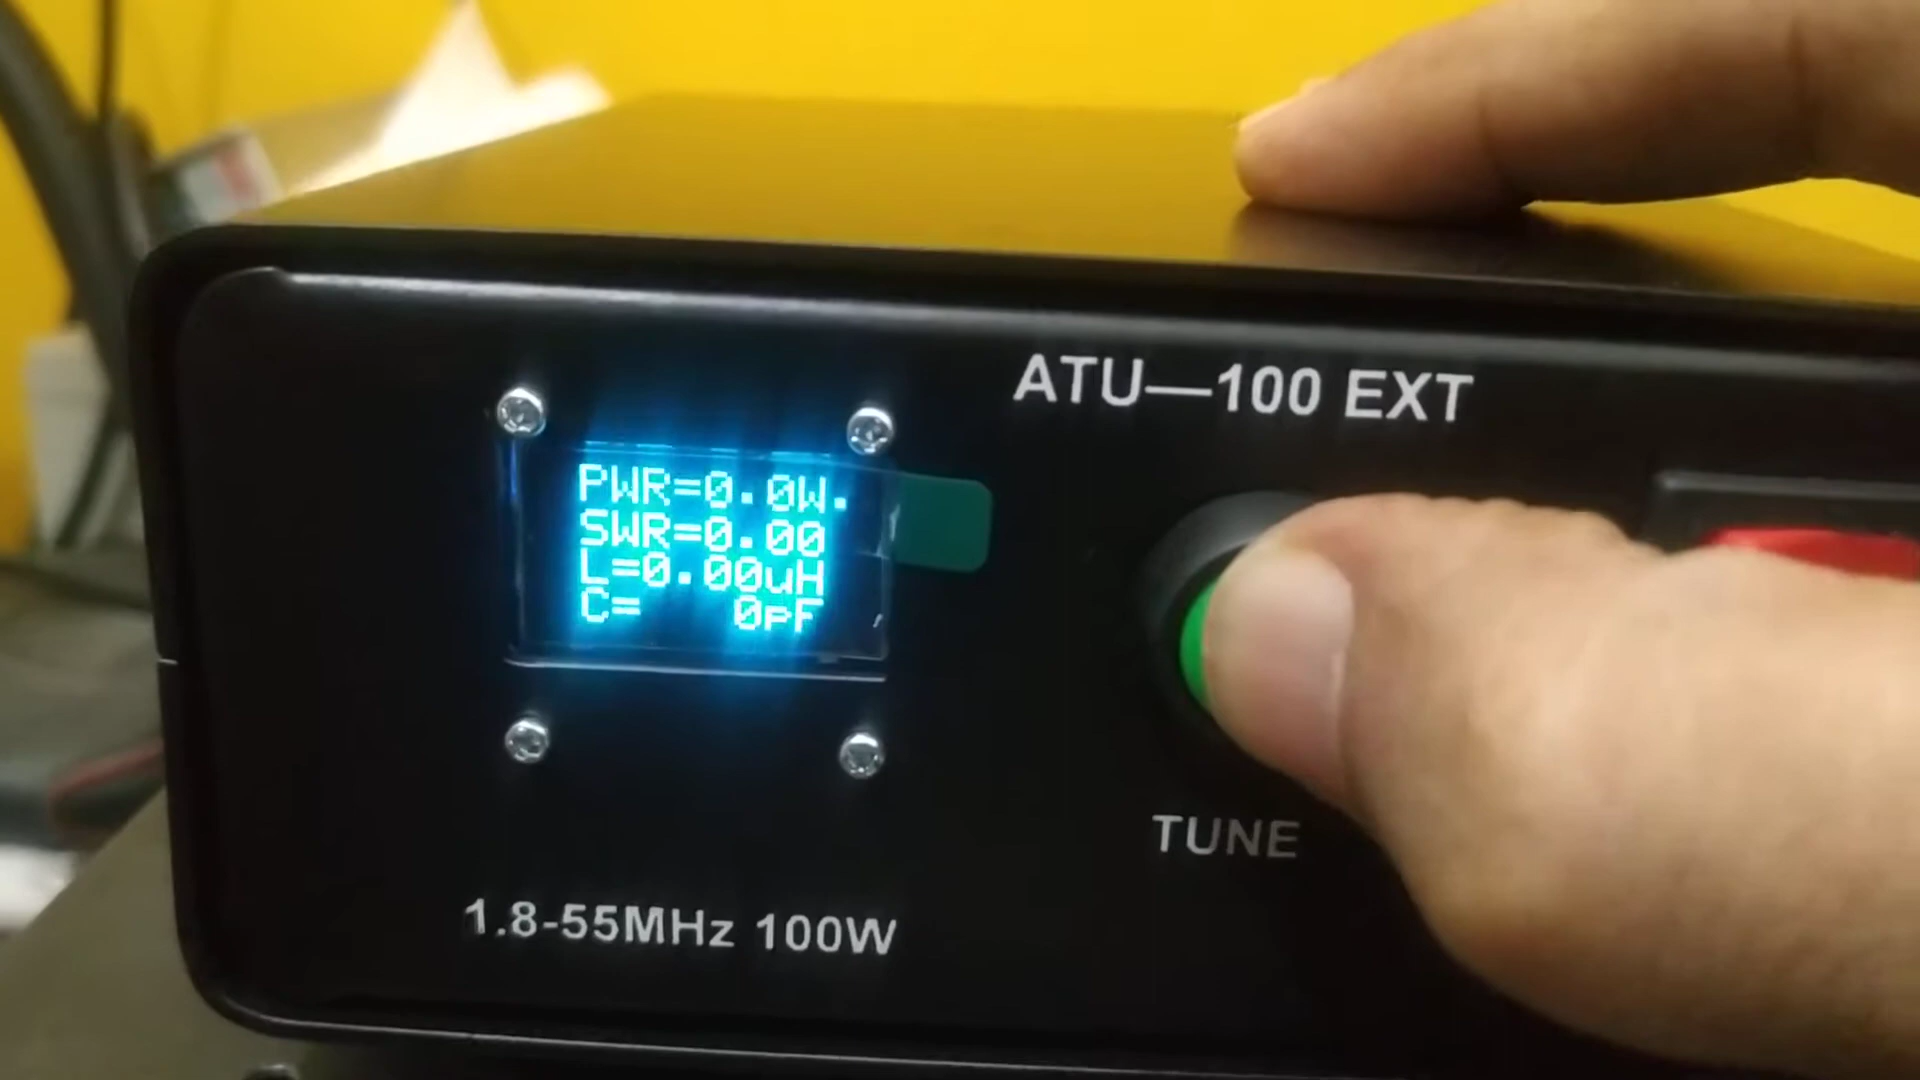 ATU—100 EXT
PWR=0.0W.
SWR=0.00
L=0.00uH
C= 0pF
TUNE
1.8-55MHz 100W